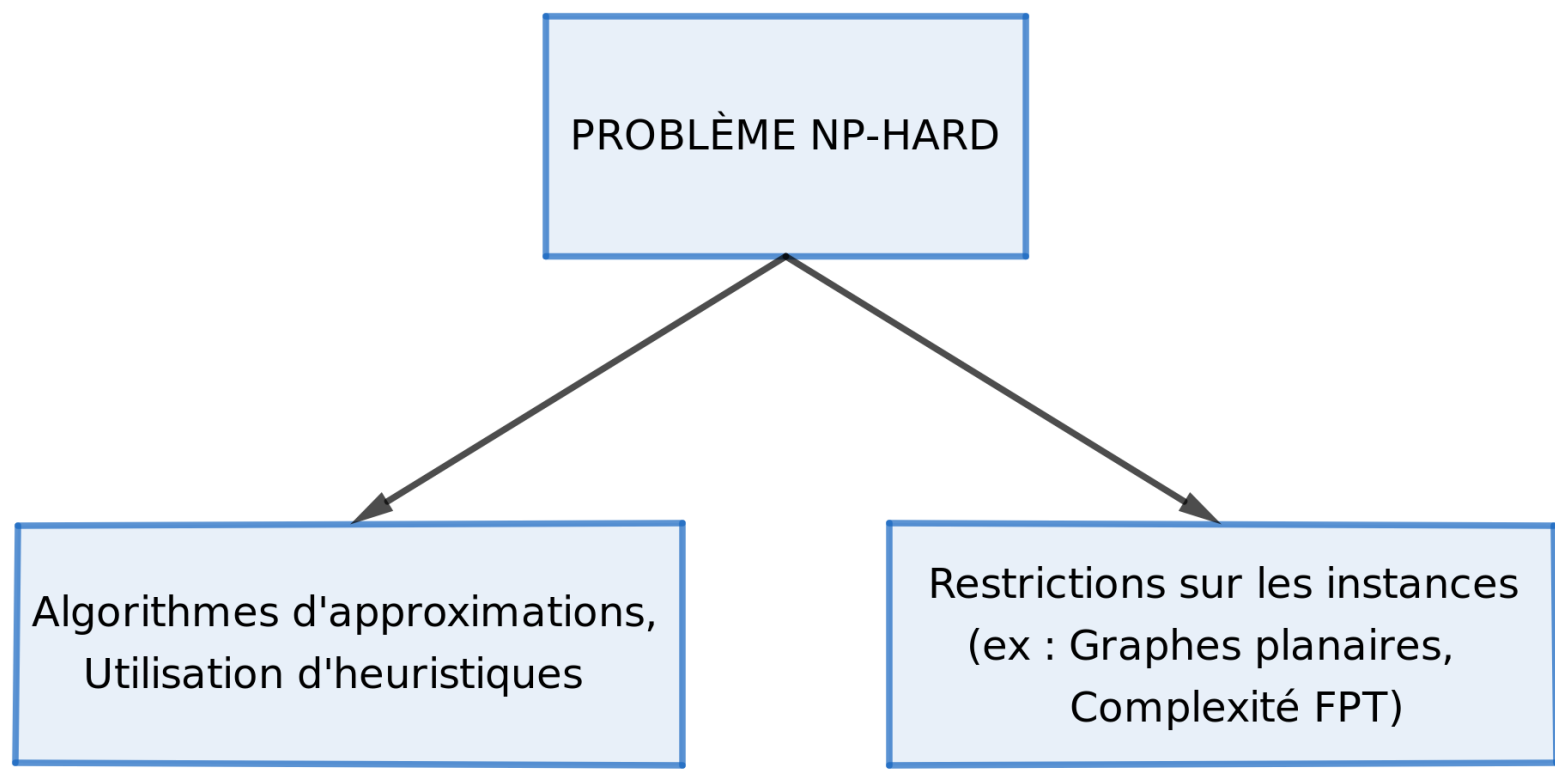 PROBLÈME NP-HARD
Algorithmes d'approximations,
Utilisation d'heuristiques
Restrictions sur les instances
(ex : Graphes planaires,
Complexité FPT)